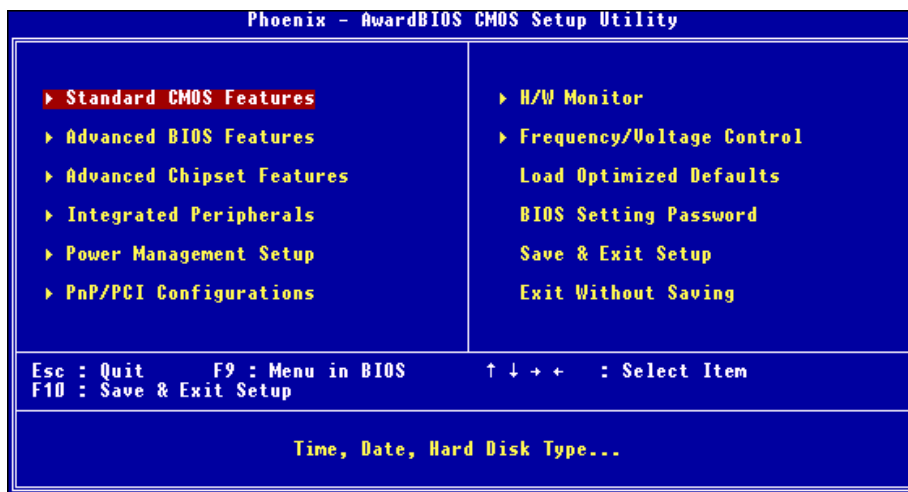 Phoenix - AwardBIOS CMOS Setup Utility
▸ Standard CMOS Features
▸ Advanced BIOS Features
▸ Advanced Chipset Features
▸ Integrated Peripherals
▸ Power Management Setup
▸ PnP/PCI Configurations
▸ H/W Monitor
▸ Frequency/Voltage Control
Load Optimized Defaults
BIOS Setting Password
Save & Exit Setup
Exit Without Saving
Esc : Quit F9 : Menu in BIOS ↑ ↓ → ← : Select Item
F10 : Save & Exit Setup
Time, Date, Hard Disk Type...